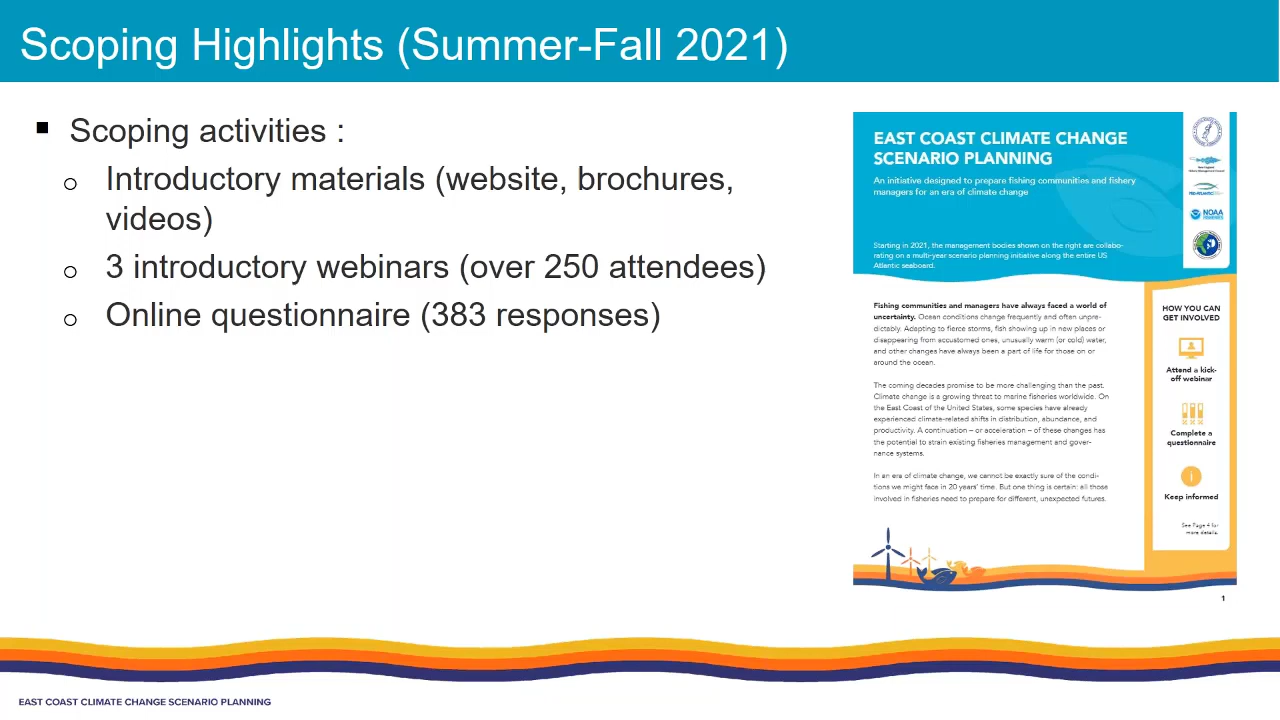 Scoping Highlights (Summer-Fall 2021)
Scoping activities :
Introductory materials (website, brochures,
videos)
3 introductory webinars (over 250 attendees)
Online questionnaire (383 responses)
EAST COAST CLIMATE CHANGE
SCENARIO PLANNING
An initiative designed to prepare fishing communities and fishery
managers for an era of climate change
Starting in 2021, the management bodies shown on the right are collabo-
rating on a multi-year scenario planning initiative along the entire US
Atlantic seaboard.
NOAA
FISHERIES
Fishing communities and managers have always faced a world of
uncertainty. Ocean conditions change frequently and often unpre-
dictably. Adapting to fierce storms, fish showing up in new places or
disappearing from accustomed ones, unusually warm (or cold) water,
and other changes have always been a part of life for those on or
around the ocean.
The coming decades promise to be more challenging than the past.
Climate change is a growing threat to marine fisheries worldwide. On
the East Coast of the United States, some species have already
experienced climate-related shifts in distribution, abundance, and
productivity. A continuation – or acceleration – of these changes has
the potential to strain existing fisheries management and gover-
nance systems.
In an era of climate change, we cannot be exactly sure of the condi-
tions we might face in 20 years' time. But one thing is certain: all those
involved in fisheries need to prepare for different, unexpected futures.
HOW YOU CAN
GET INVOLVED
Attend a kick-
off webinar
Complete a
questionnaire
i
Keep informed
See Page 4 for
more details.
1
EAST COAST CLIMATE CHANGE SCENARIO PLANNING